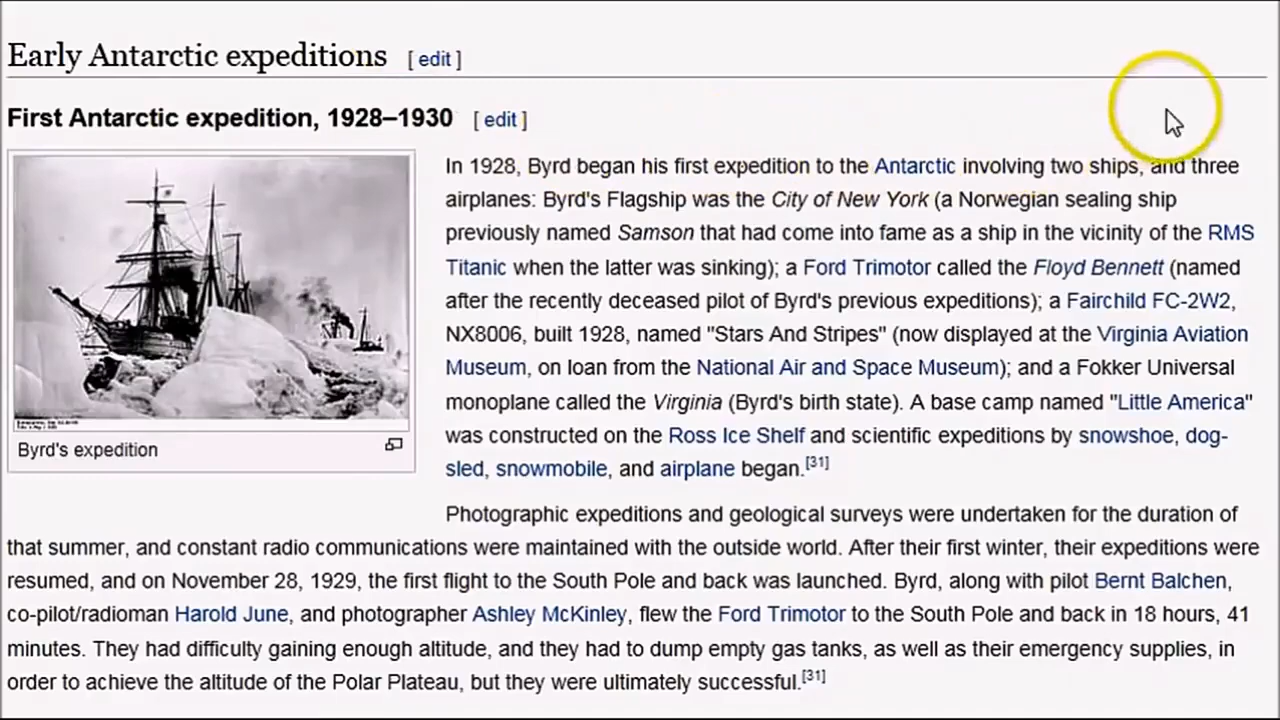 Early Antarctic expeditions [ edit ]
First Antarctic expedition, 1928–1930 [ edit ]
Byrd's expedition
In 1928, Byrd began his first expedition to the Antarctic involving two ships, and three
airplanes: Byrd's Flagship was the City of New York (a Norwegian sealing ship
previously named Samson that had come into fame as a ship in the vicinity of the RMS
Titanic when the latter was sinking); a Ford Trimotor called the Floyd Bennett (named
after the recently deceased pilot of Byrd's previous expeditions); a Fairchild FC-2W2,
NX8006, built 1928, named "Stars And Stripes" (now displayed at the Virginia Aviation
Museum, on loan from the National Air and Space Museum); and a Fokker Universal
monoplane called the Virginia (Byrd's birth state). A base camp named "Little America"
was constructed on the Ross Ice Shelf and scientific expeditions by snowshoe, dog-
sled, snowmobile, and airplane began.[31]
Photographic expeditions and geological surveys were undertaken for the duration of
that summer, and constant radio communications were maintained with the outside world. After their first winter, their expeditions were
resumed, and on November 28, 1929, the first flight to the South Pole and back was launched. Byrd, along with pilot Bernt Balchen,
co-pilot/radioman Harold June, and photographer Ashley McKinley, flew the Ford Trimotor to the South Pole and back in 18 hours, 41
minutes. They had difficulty gaining enough altitude, and they had to dump empty gas tanks, as well as their emergency supplies, in
order to achieve the altitude of the Polar Plateau, but they were ultimately successful.[31]